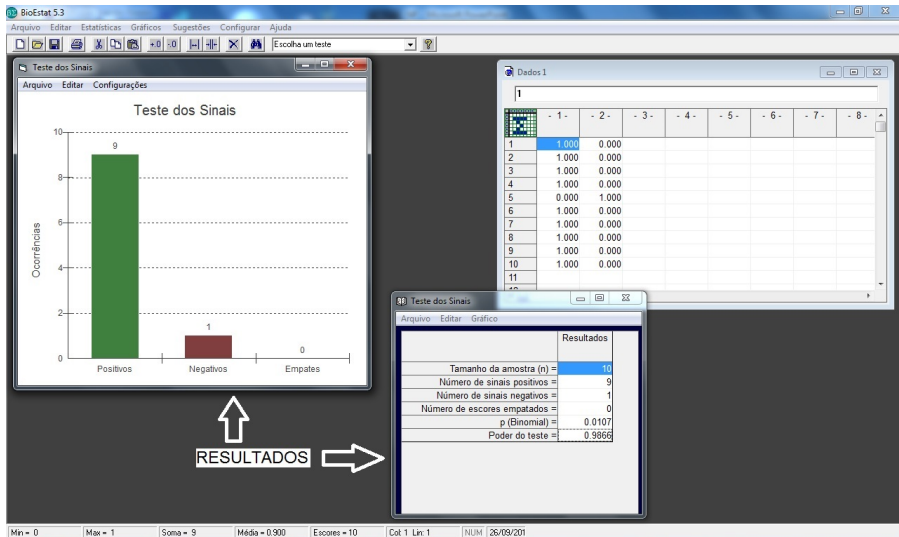 BioEstat 5.3
Arquivo Editar Estatísticas Gráficos Sugestões Configurar Ajuda
Escolha um teste
Teste dos Sinais
Arquivo Editar Configurações
Teste dos Sinais
Ocorrências
10
8
6
4
2
0
9
1
0
Positivos Negativos Empates
RESULTADOS
Dados 1
1
- 1 - - 2 - - 3 - - 4 - - 5 - - 6 - - 7 - - 8 -
1 1.000 0.000
2 1.000 0.000
3 1.000 0.000
4 1.000 0.000
5 0.000 1.000
6 1.000 0.000
7 1.000 0.000
8 1.000 0.000
9 1.000 0.000
10 1.000 0.000
11
Teste dos Sinais
Arquivo Editar Gráfico
Resultados
Tamanho da amostra (n) = 10
Número de sinais positivos = 9
Número de sinais negativos = 1
Número de escores empatados = 0
p (Binomial) = 0.0107
Poder do teste = 0.9866
Min = 0 Max = 1 Soma = 9 Média = 0.900 Escores = 10 Col: 1 Lin: 1 NUM 26/09/201